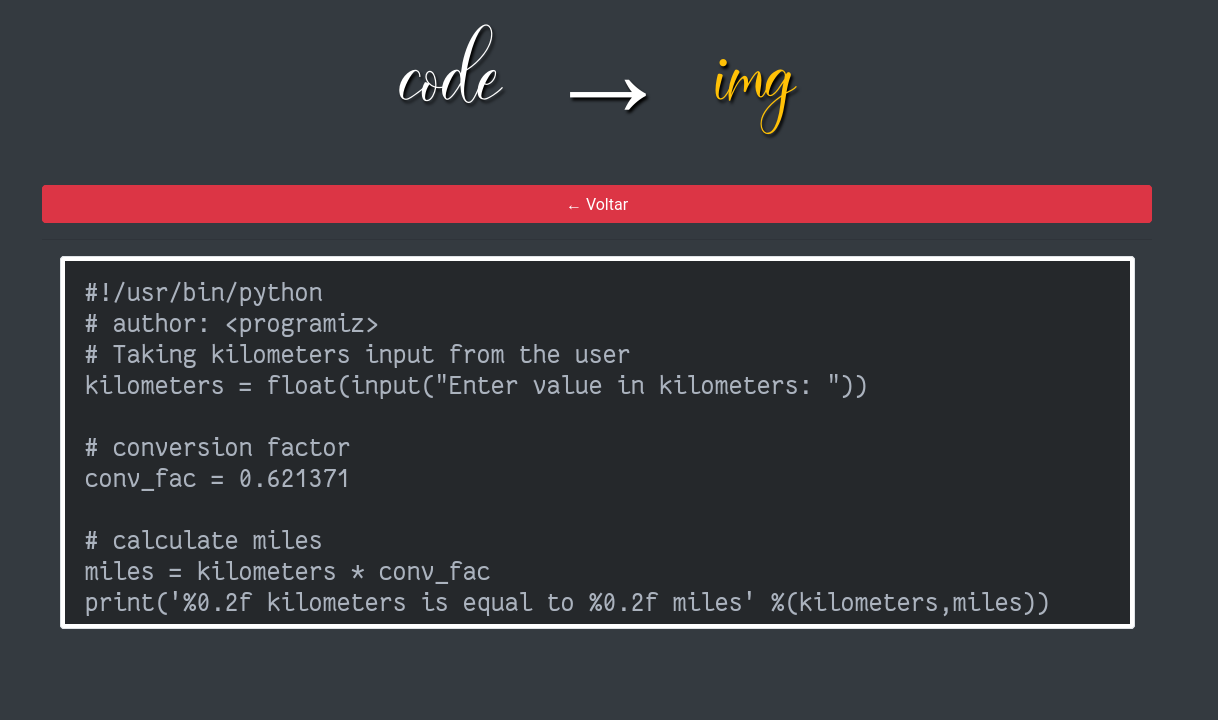 code → img
← Voltar
#!/usr/bin/python
# author: <programiz>
# Taking kilometers input from the user
kilometers = float(input("Enter value in kilometers: "))
# conversion factor
conv_fac = 0.621371
# calculate miles
miles = kilometers * conv_fac
print('%0.2f kilometers is equal to %0.2f miles' %(kilometers,miles))